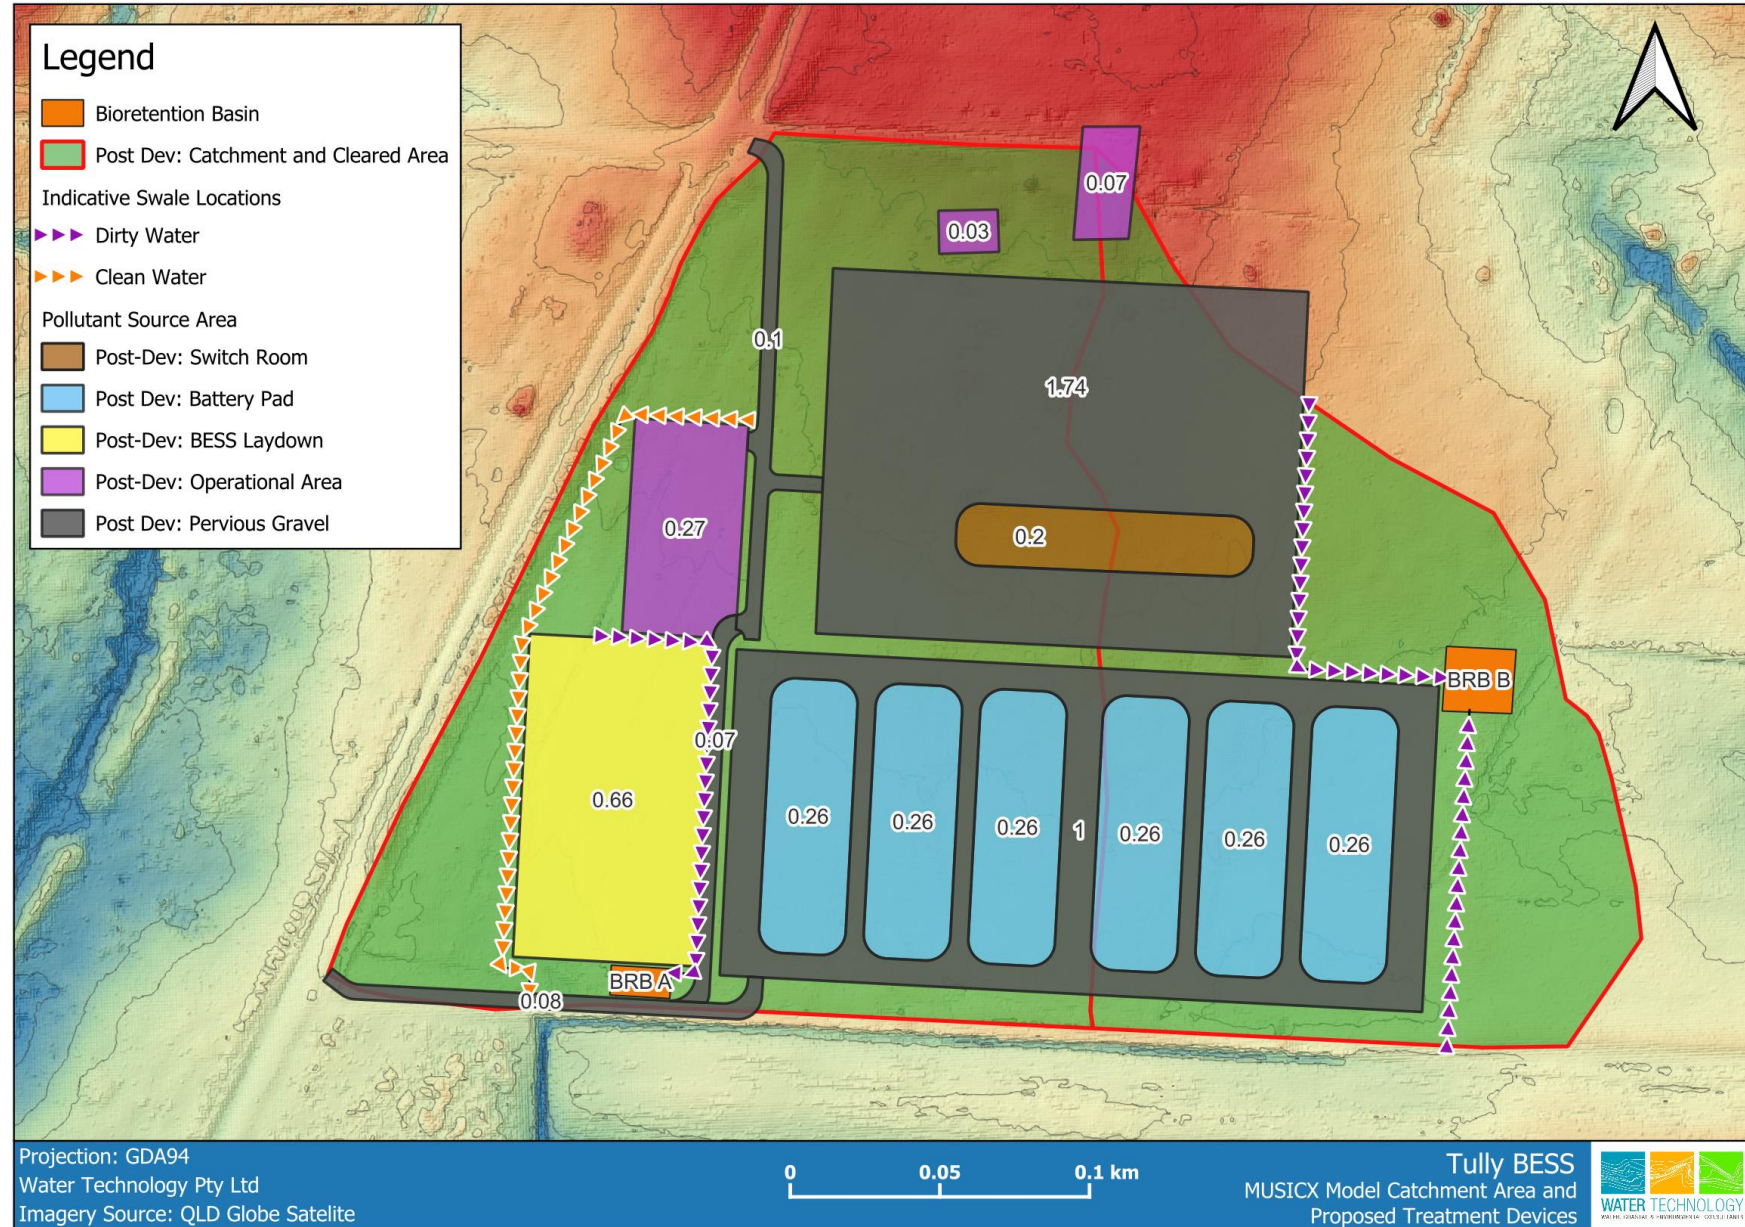 Legend
Bioretention Basin
Post Dev: Catchment and Cleared Area
Indicative Swale Locations
Dirty Water
Clean Water
Pollutant Source Area
Post-Dev: Switch Room
Post Dev: Battery Pad
Post-Dev: BESS Laydown
Post-Dev: Operational Area
Post Dev: Pervious Gravel
0.07
0.03
0.1
1.74
0.27
0.2
BRB B
0.07
0.66
0.26
0.26
0.26
1
0.26
0.26
0.26
BRB A
0.08
Projection: GDA94
Water Technology Pty Ltd
Imagery Source: QLD Globe Satelite
0 0.05 0.1 km
Tully BESS
MUSICX Model Catchment Area and
Proposed Treatment Devices
WATER TECHNOLOGY
WATER, COASTAL & ENVIRONMENTAL CONSULTANTS